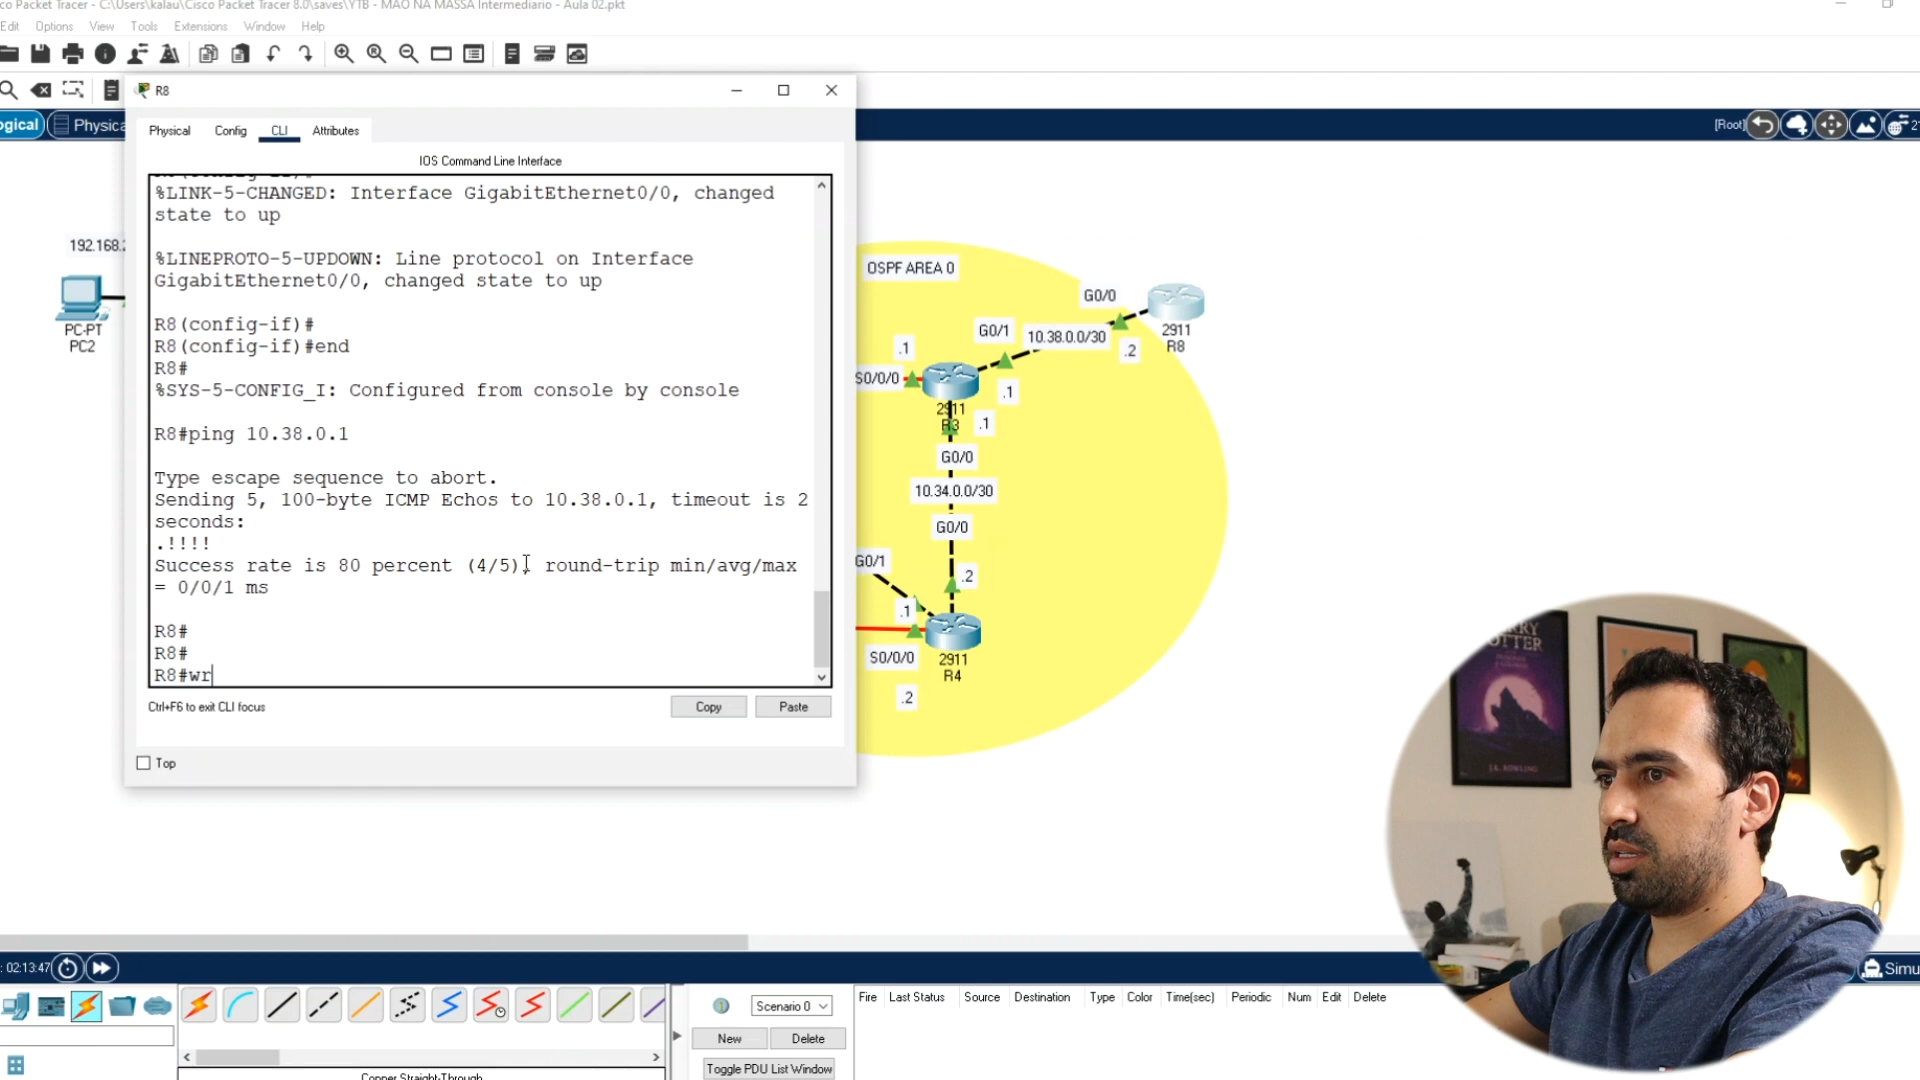 co Packet Tracer - C:\Users\kalau\Cisco Packet Tracer 8.0\saves\YTB - MAO NA MASSA Intermediario - Aula 02.pkt
Edit Options View Tools Extensions Window Help
ogical Physica
[Root]
R8
Physical Config CLI Attributes
IOS Command Line Interface
%LINK-5-CHANGED: Interface GigabitEthernet0/0, changed
state to up
%LINEPROTO-5-UPDOWN: Line protocol on Interface
GigabitEthernet0/0, changed state to up
R8(config-if)#
R8(config-if)#end
R8#
%SYS-5-CONFIG_I: Configured from console by console
R8#ping 10.38.0.1
Type escape sequence to abort.
Sending 5, 100-byte ICMP Echos to 10.38.0.1, timeout is 2
seconds:
.!!!!
Success rate is 80 percent (4/5), round-trip min/avg/max
= 0/0/1 ms
R8#
R8#
R8#wr
Ctrl+F6 to exit CLI focus
Copy Paste
Top
192.168.2
PC-PT
PC2
OSPF AREA 0
G0/0
2911
R8
G0/1
10.38.0.0/30
.2
.1
S0/0/0
.1
2911
R3
.1
G0/0
10.34.0.0/30
G0/0
G0/1
.2
.1
S0/0/0
2911
R4
.2
J.K. ROWLING
: 02:13:47
Simu
Scenario 0
New Delete
Toggle PDU List Window
Fire Last Status Source Destination Type Color Time(sec) Periodic Num Edit Delete
Copper Straight-Through